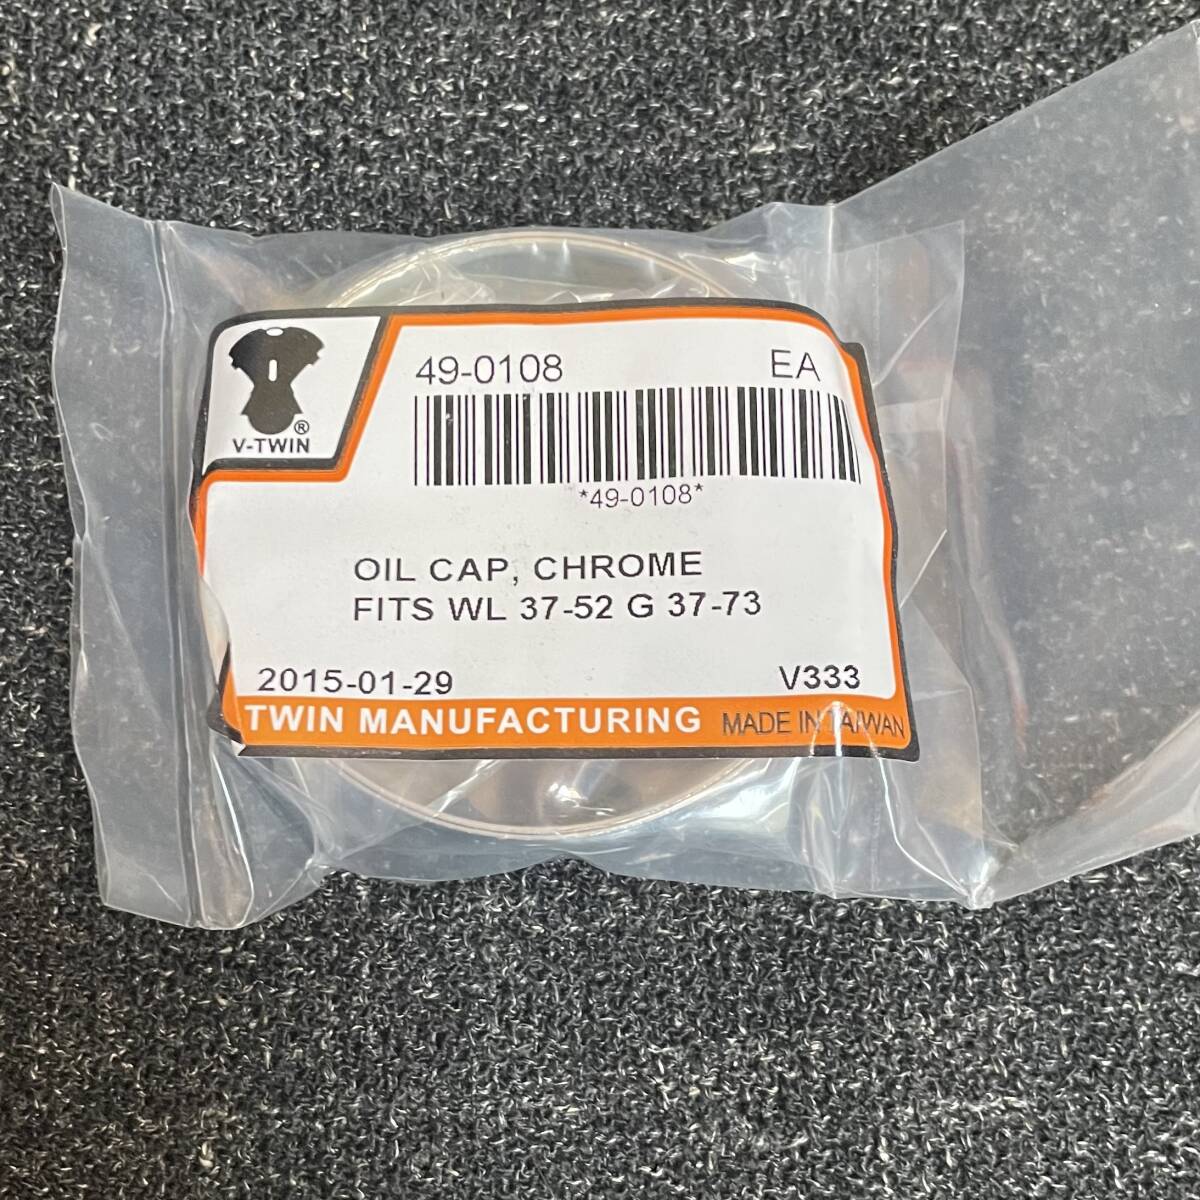 V-TWIN®
49-0108 EA
*49-0108*
OIL CAP, CHROME
FITS WL 37-52 G 37-73
2015-01-29 V333
TWIN MANUFACTURING MADE IN TAIWAN